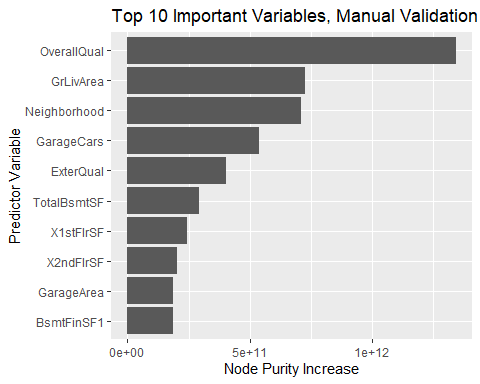 Top 10 Important Variables, Manual Validation
Predictor Variable
OverallQual
GrLivArea
Neighborhood
GarageCars
ExterQual
TotalBsmtSF
X1stFlrSF
X2ndFlrSF
GarageArea
BsmtFinSF1
0e+00 5e+11 1e+12
Node Purity Increase